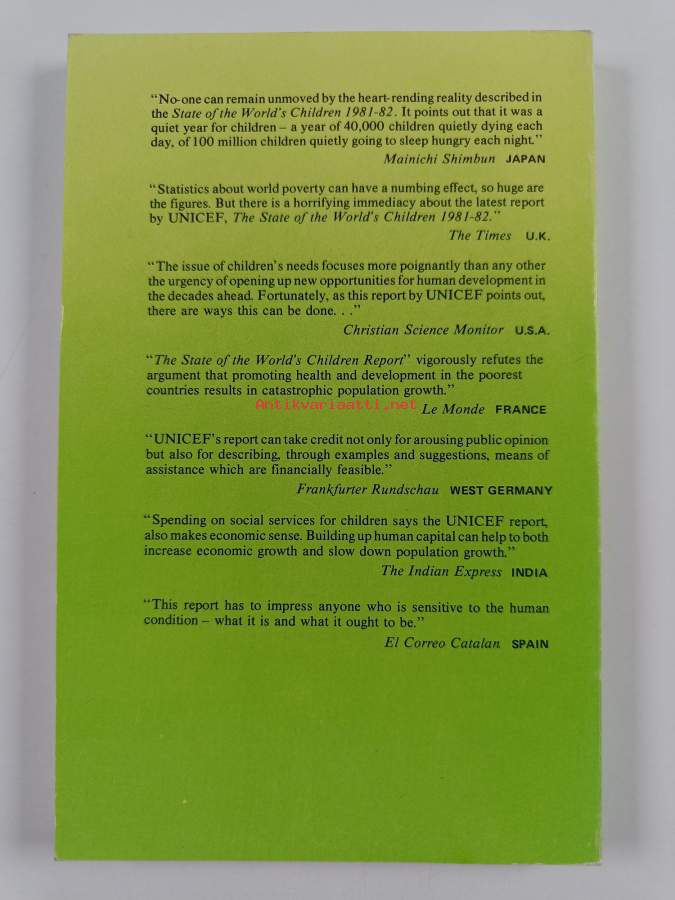 “No-one can remain unmoved by the heart-rending reality described in
the State of the World's Children 1981-82. It points out that it was a
quiet year for children – a year of 40,000 children quietly dying each
day, of 100 million children quietly going to sleep hungry each night.”
Mainichi Shimbun JAPAN
“Statistics about world poverty can have a numbing effect, so huge are
the figures. But there is a horrifying immediacy about the latest report
by UNICEF, The State of the World's Children 1981-82.”
The Times U.K.
“The issue of children's needs focuses more poignantly than any other
the urgency of opening up new opportunities for human development in
the decades ahead. Fortunately, as this report by UNICEF points out,
there are ways this can be done. . .”
Christian Science Monitor U.S.A.
“The State of the World's Children Report” vigorously refutes the
argument that promoting health and development in the poorest
countries results in catastrophic population growth.”
Antikvariaatti.net
Le Monde FRANCE
“UNICEF's report can take credit not only for arousing public opinion
but also for describing, through examples and suggestions, means of
assistance which are financially feasible.”
Frankfurter Rundschau WEST GERMANY
“Spending on social services for children says the UNICEF report,
also makes economic sense. Building up human capital can help to both
increase economic growth and slow down population growth.”
The Indian Express INDIA
“This report has to impress anyone who is sensitive to the human
condition – what it is and what it ought to be.”
El Correo Catalan SPAIN